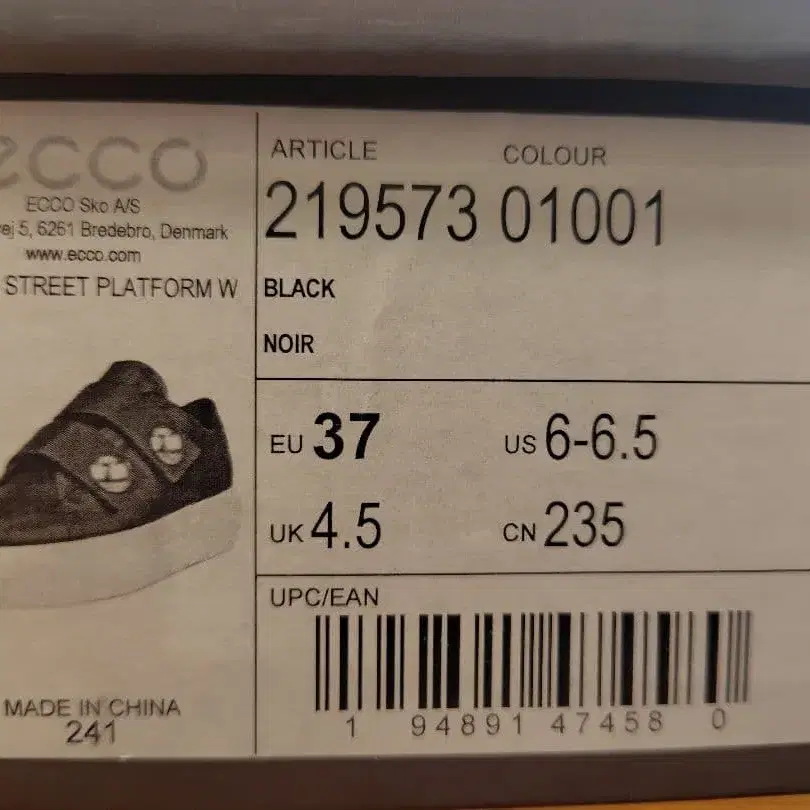 ecco
ECCO Sko A/S
ej 5, 6261 Bredebro, Denmark
www.ecco.com
STREET PLATFORM W
MADE IN CHINA
241
ARTICLE COLOUR
219573 01001
BLACK
NOIR
EU 37 US 6-6.5
UK 4.5 CN 235
UPC/EAN
1 94891 47458 0